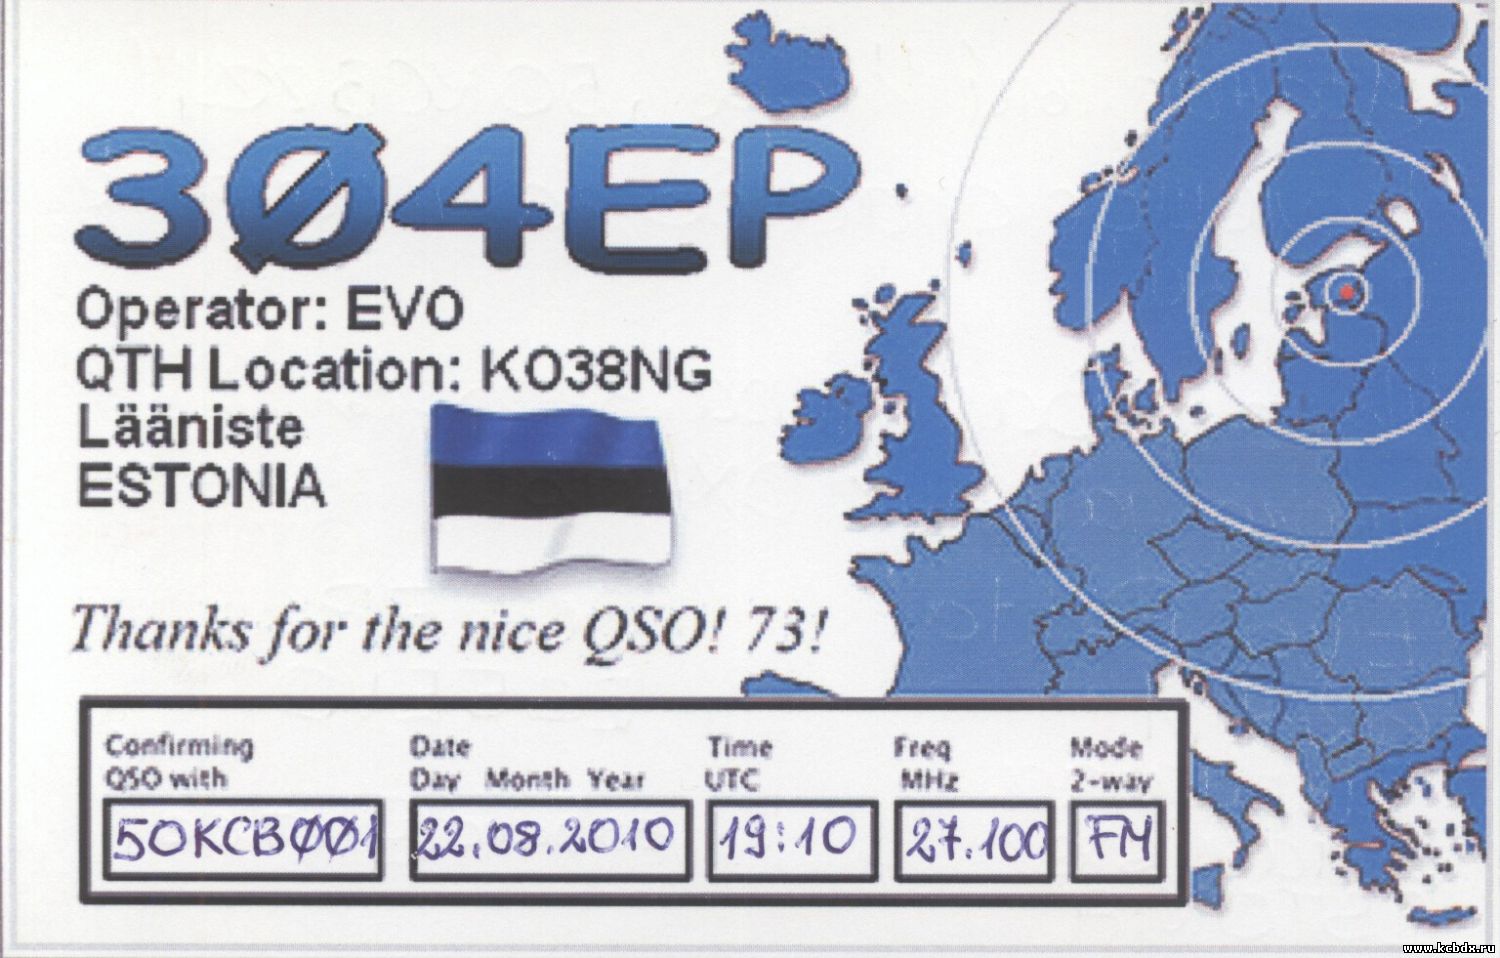 3Ø4EP
Operator: EVO
QTH Location: KO38NG
Lääniste
ESTONIA
Thanks for the nice QSO! 73!
Confirming Date Time Freq Mode
QSO with Day Month Year UTC MHz 2-way
50KCBØØ1 22.08.2010 19:10 27.100 FM
www.kcbdx.ru